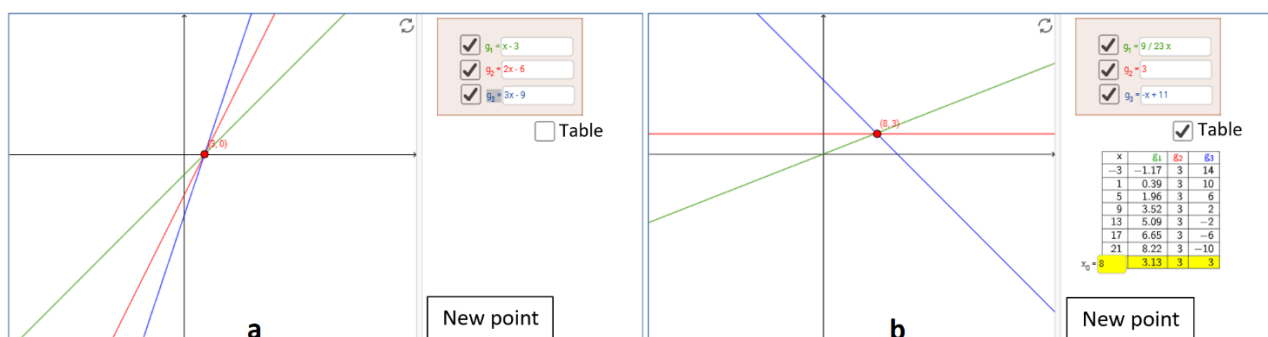 g₁ = x - 3
g₂ = 2x - 6
g₃ = 3x - 9
Table
(3, 0)
New point
a
g₁ = 9 / 23 x
g₂ = 3
g₃ = -x + 11
Table
(8, 3)
x g₁ g₂ g₃
−3 −1.17 3 14
1 0.39 3 10
5 1.96 3 6
9 3.52 3 2
13 5.09 3 −2
17 6.65 3 −6
21 8.22 3 −10
x₀ = 8 3.13 3 3
New point
b